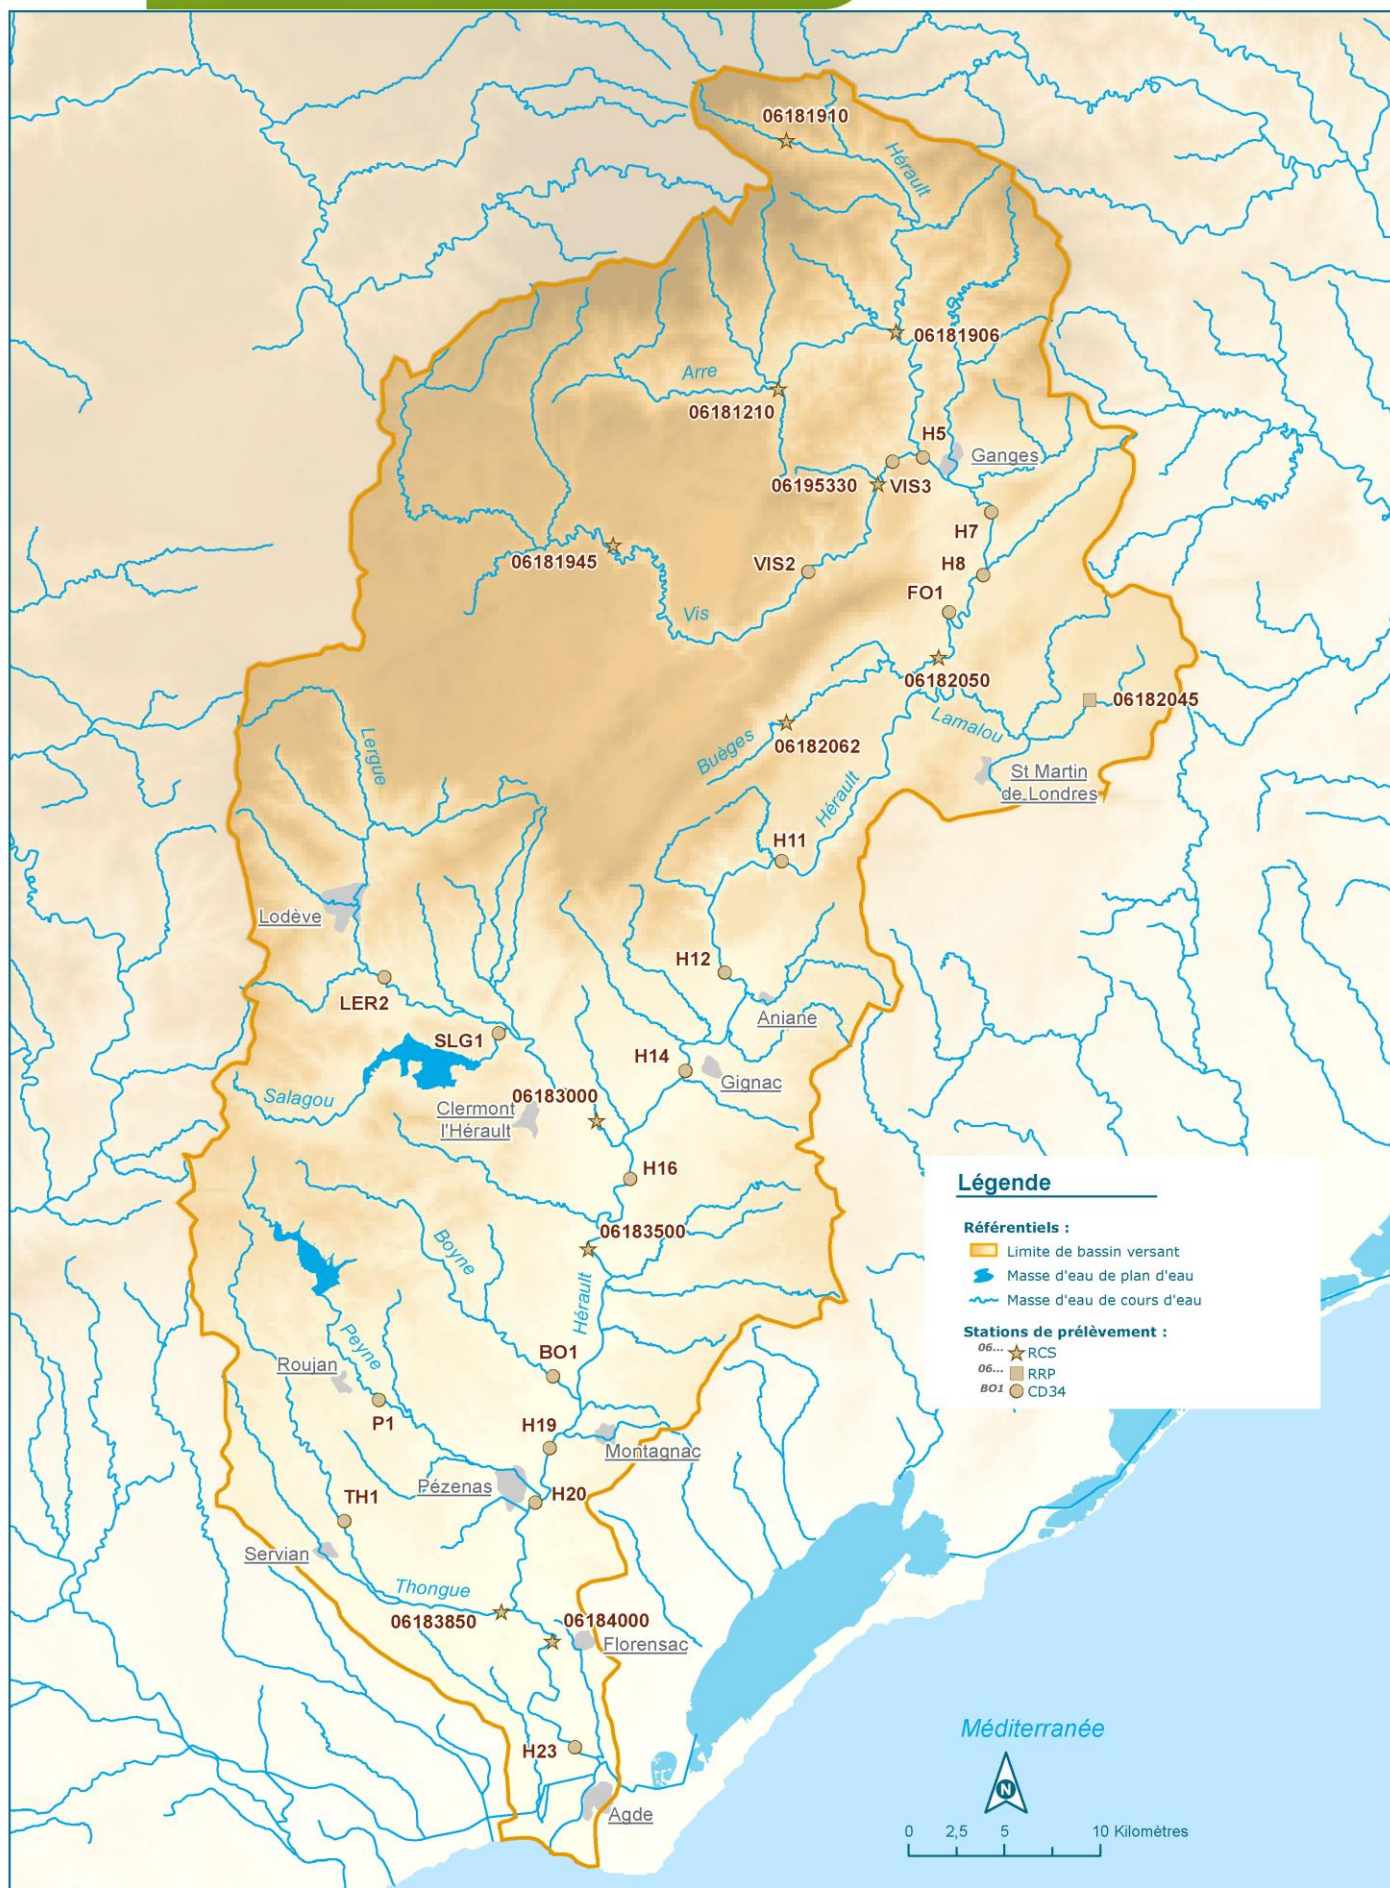 06181910
Hérault
06181906
Arre
06181210
H5
Ganges
06195330
VIS3
H7
06181945
VIS2
H8
FO1
Vis
06182050
06182045
Lamalou
Buèges
06182062
Lergue
St Martin
de Londres
Hérault
H11
Lodève
H12
LER2
Aniane
SLG1
H14
Gignac
Salagou
06183000
Clermont
l'Hérault
H16
Légende
06183500
Boyne
Référentiels :
Limite de bassin versant
Masse d'eau de plan d'eau
Hérault
Masse d'eau de cours d'eau
Peyne
Stations de prélèvement :
06... RCS
06... RRP
BO1 CD34
BO1
Roujan
P1
H19
Montagnac
Pézenas
H20
TH1
Servian
Thongue
06183850
06184000
Florensac
Méditerranée
H23
N
Agde
0 2,5 5 10 Kilomètres